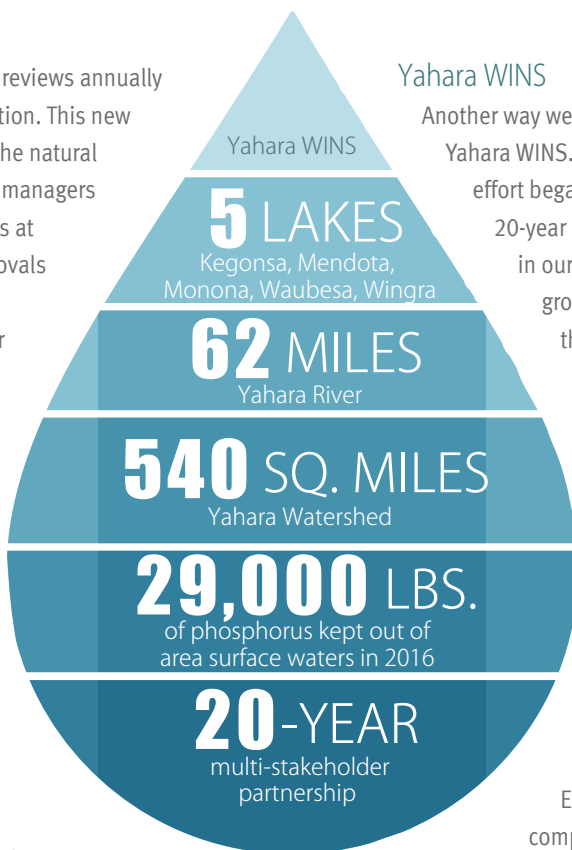 reviews annually
tion. This new
he natural
managers
s at
ovals
r
Yahara WINS
5 LAKES
Kegonsa, Mendota,
Monona, Waubesa, Wingra
62 MILES
Yahara River
540 SQ. MILES
Yahara Watershed
29,000 LBS.
of phosphorus kept out of
area surface waters in 2016
20-YEAR
multi-stakeholder
partnership
Yahara WINS
Another way we
Yahara WINS.
effort bega
20-year
in our
gro
th
E
comp